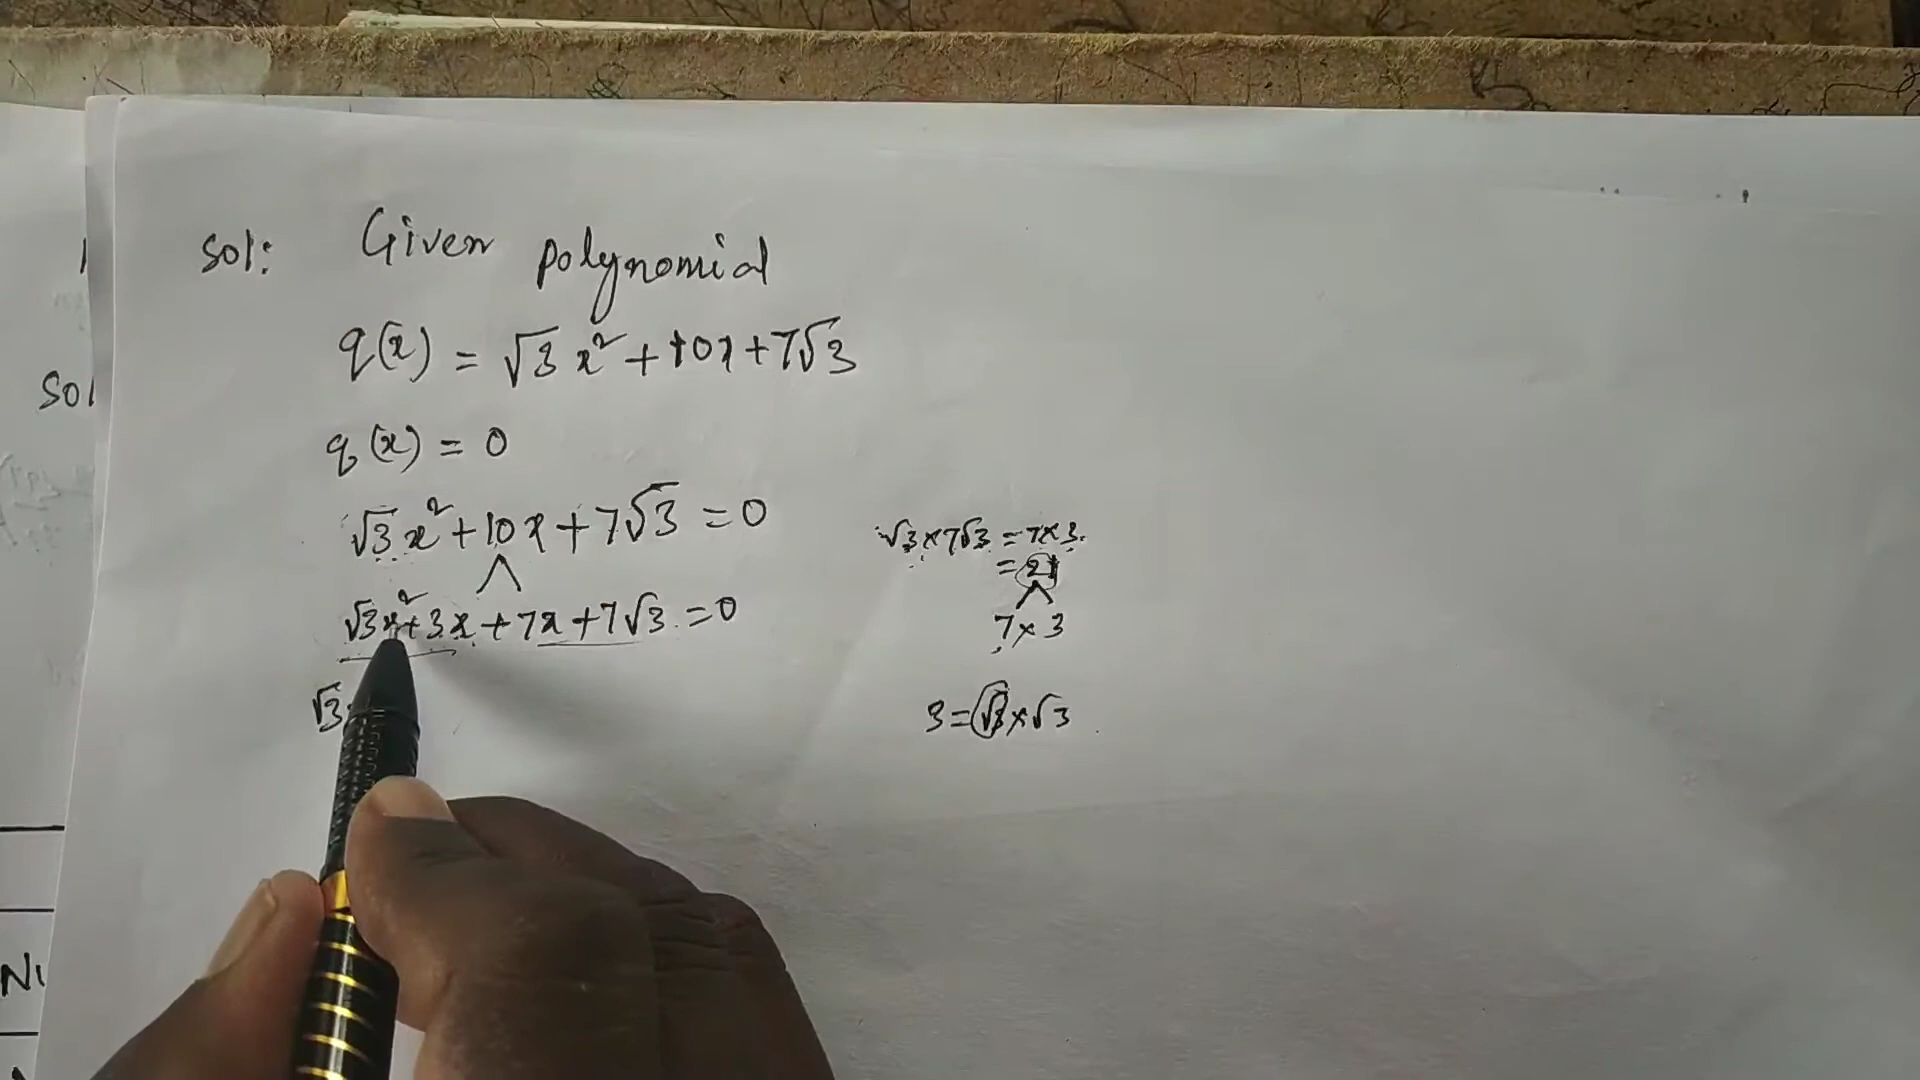 Sol: Given polynomial
q(x) = √3 x² + 10x + 7√3
q(x) = 0
√3 x² + 10x + 7√3 = 0
√3x² + 3x + 7x + 7√3 = 0
√3
√3 × 7√3 = 7 × 3
= 21
7 × 3
3 = √3 × √3
Sol
NI